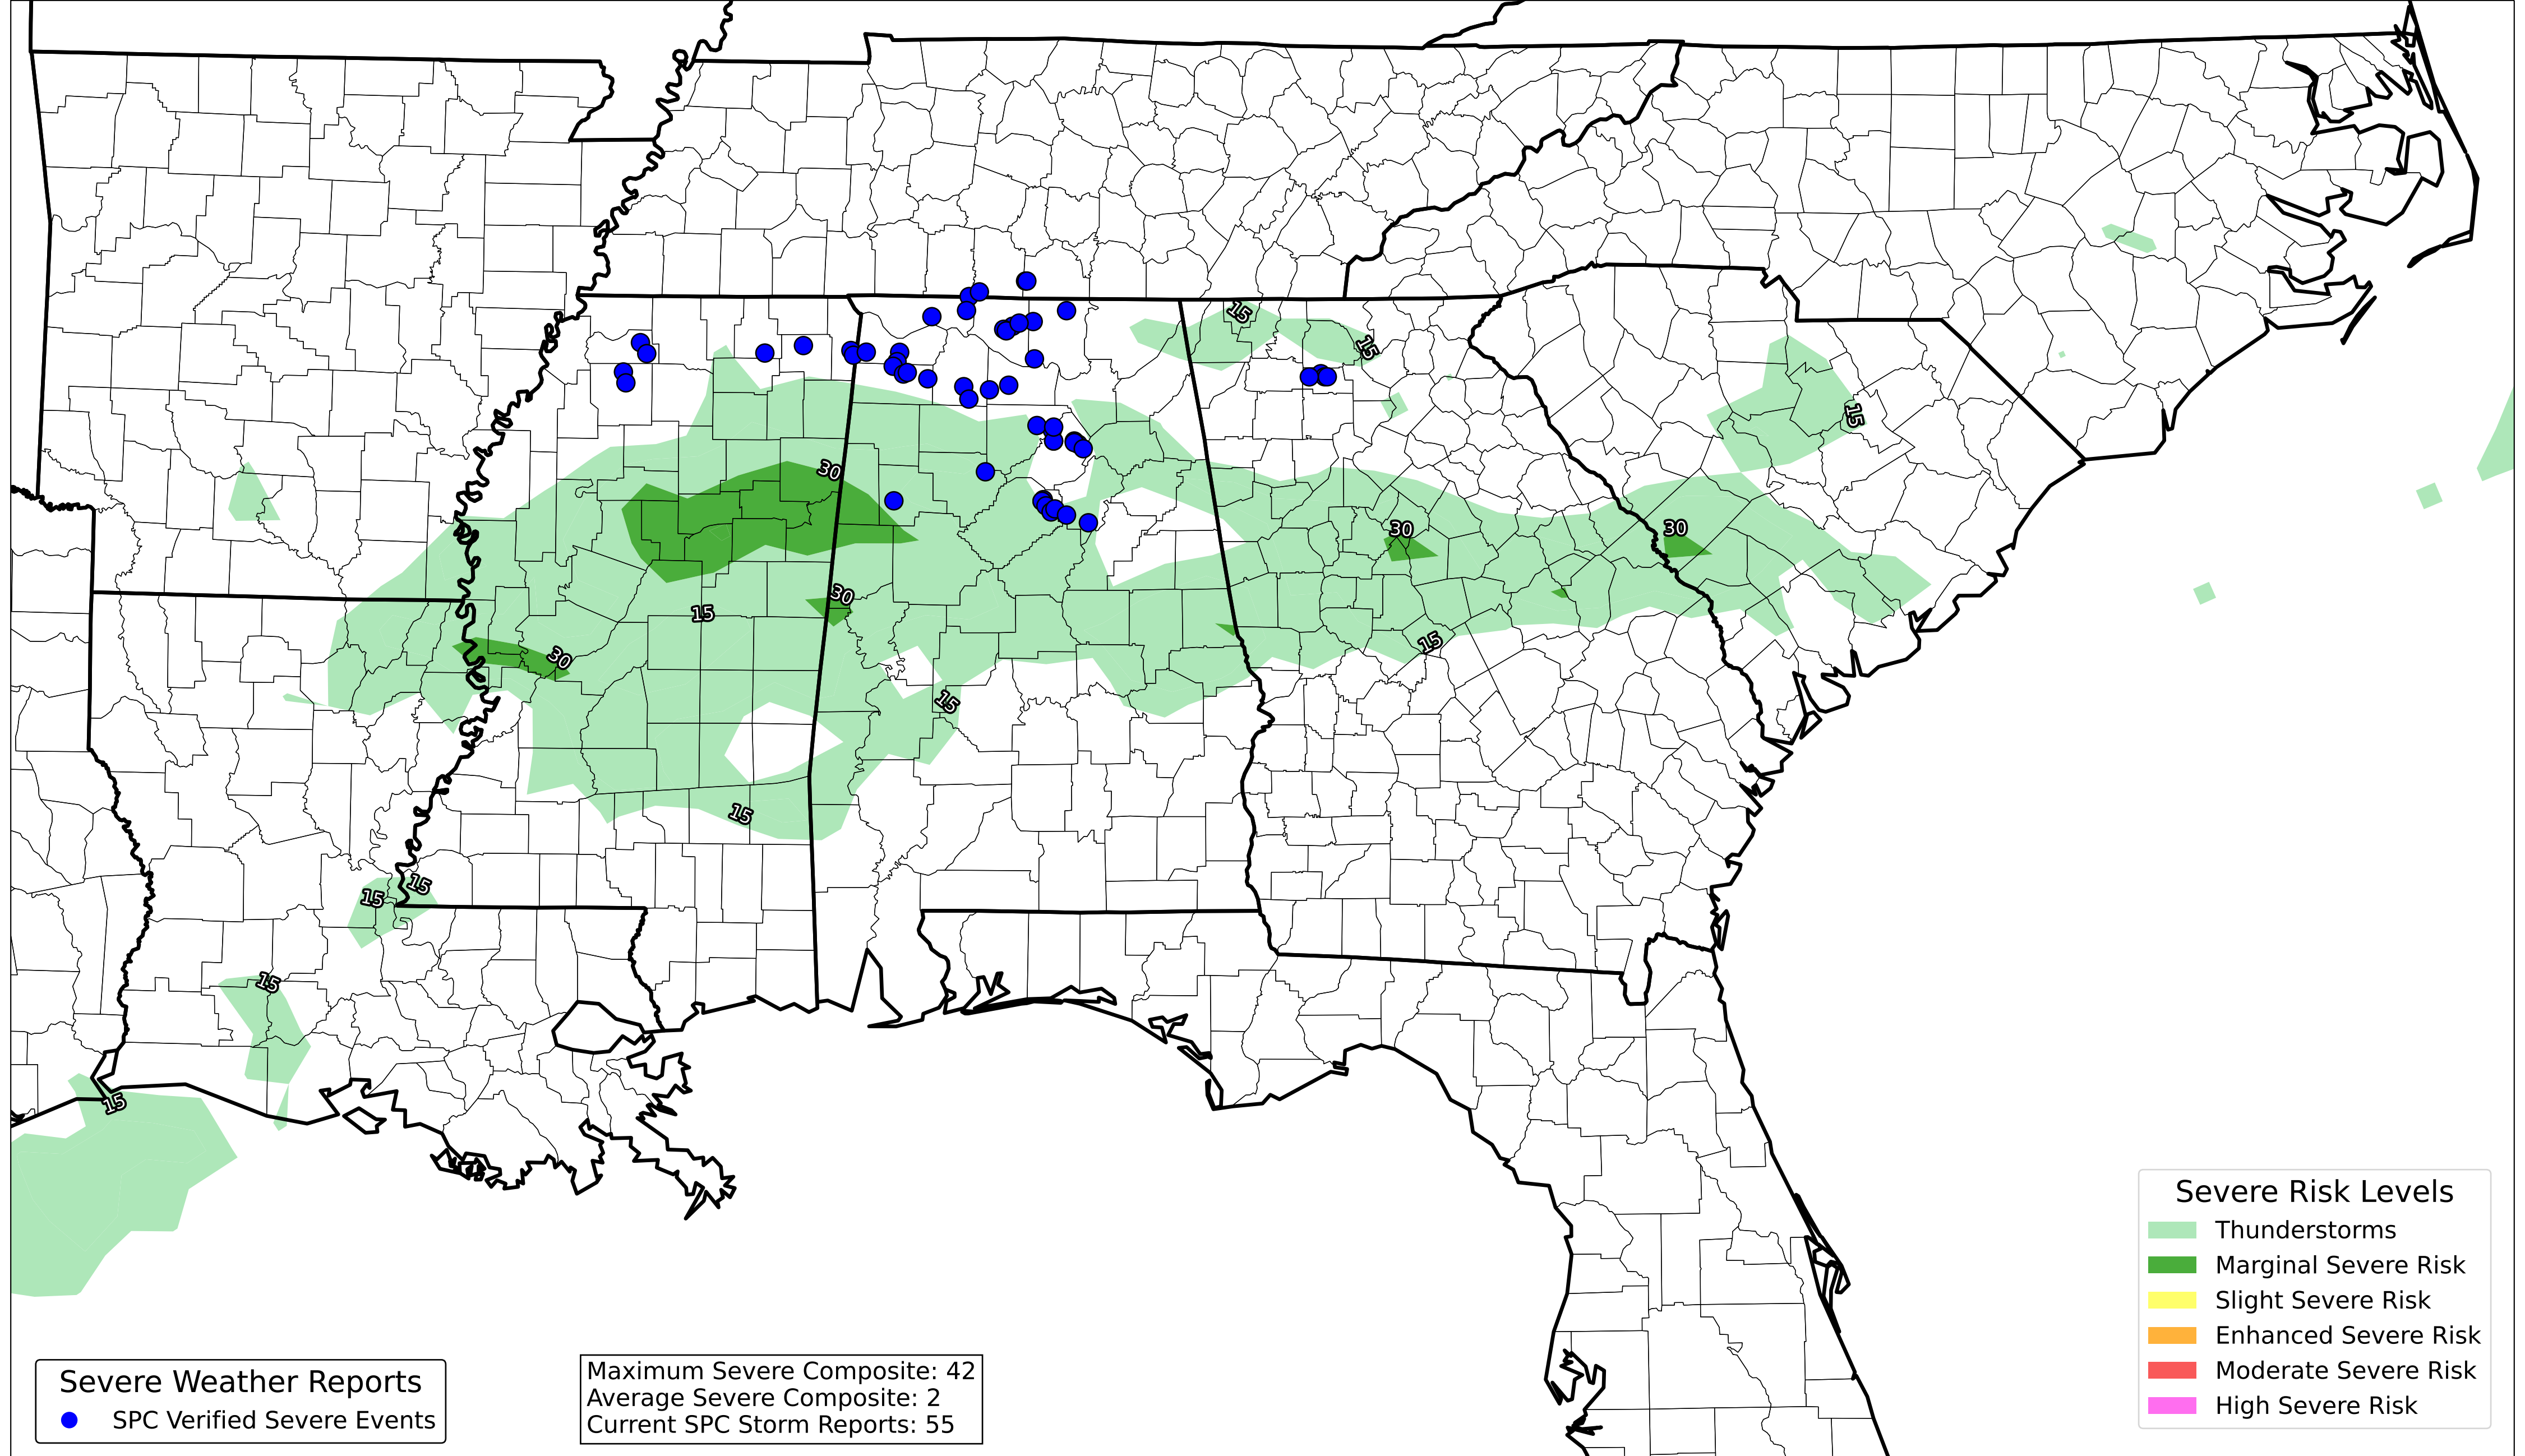 15
15
15
30
30
30
30
15
30
15
15
15
15
15
15
15
Severe Weather Reports
SPC Verified Severe Events
Maximum Severe Composite: 42
Average Severe Composite: 2
Current SPC Storm Reports: 55
Severe Risk Levels
Thunderstorms
Marginal Severe Risk
Slight Severe Risk
Enhanced Severe Risk
Moderate Severe Risk
High Severe Risk